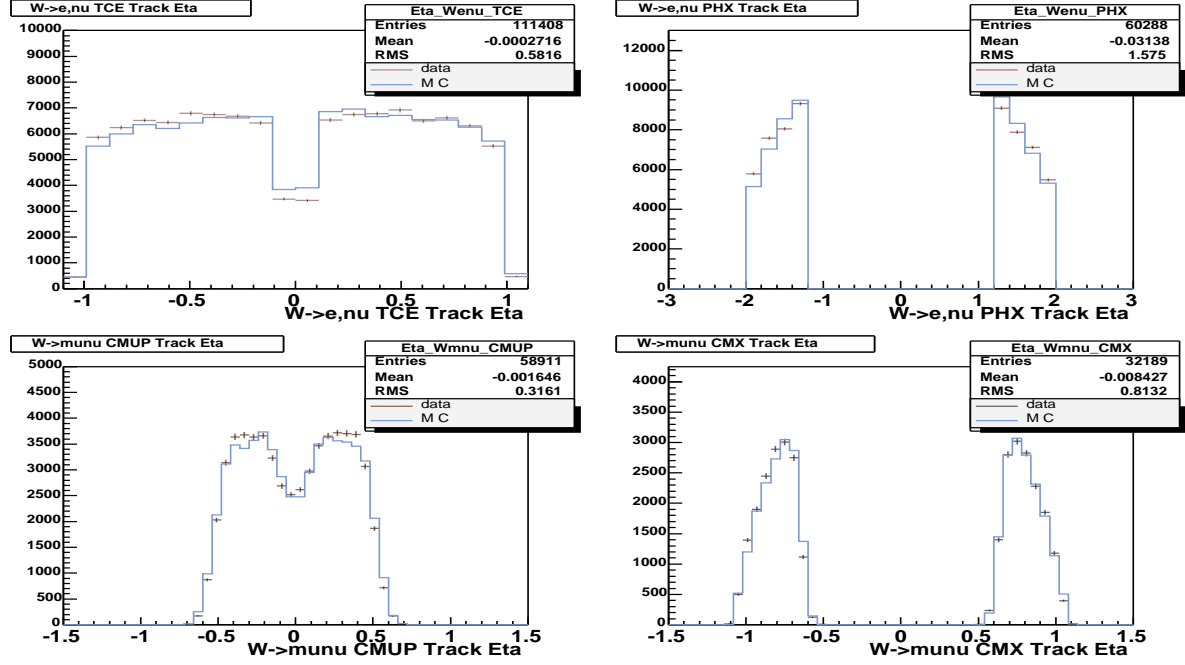 W->e,nu TCE Track Eta
Eta_Wenu_TCE
Entries 111408
Mean -0.0002716
RMS 0.5816
data
M C
10000
9000
8000
7000
6000
5000
4000
3000
2000
1000
0
-1 -0.5 0 0.5 1
W->e,nu TCE Track Eta
W->e,nu PHX Track Eta
Eta_Wenu_PHX
Entries 60288
Mean -0.03138
RMS 1.575
data
M C
12000
10000
8000
6000
4000
2000
0
-3 -2 -1 0 1 2 3
W->e,nu PHX Track Eta
W->munu CMUP Track Eta
Eta_Wmnu_CMUP
Entries 58911
Mean -0.001646
RMS 0.3161
data
M C
5000
4500
4000
3500
3000
2500
2000
1500
1000
500
0
-1.5 -1 -0.5 0 0.5 1 1.5
W->munu CMUP Track Eta
W->munu CMX Track Eta
Eta_Wmnu_CMX
Entries 32189
Mean -0.008427
RMS 0.8132
data
M C
4000
3500
3000
2500
2000
1500
1000
500
0
-1.5 -1 -0.5 0 0.5 1 1.5
W->munu CMX Track Eta